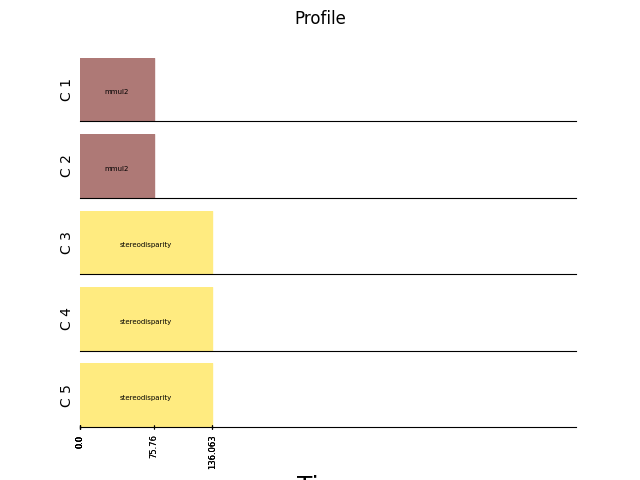 Profile
C 1
mmul2
C 2
mmul2
C 3
stereodisparity
C 4
stereodisparity
C 5
stereodisparity
0.0
75.76
136.063